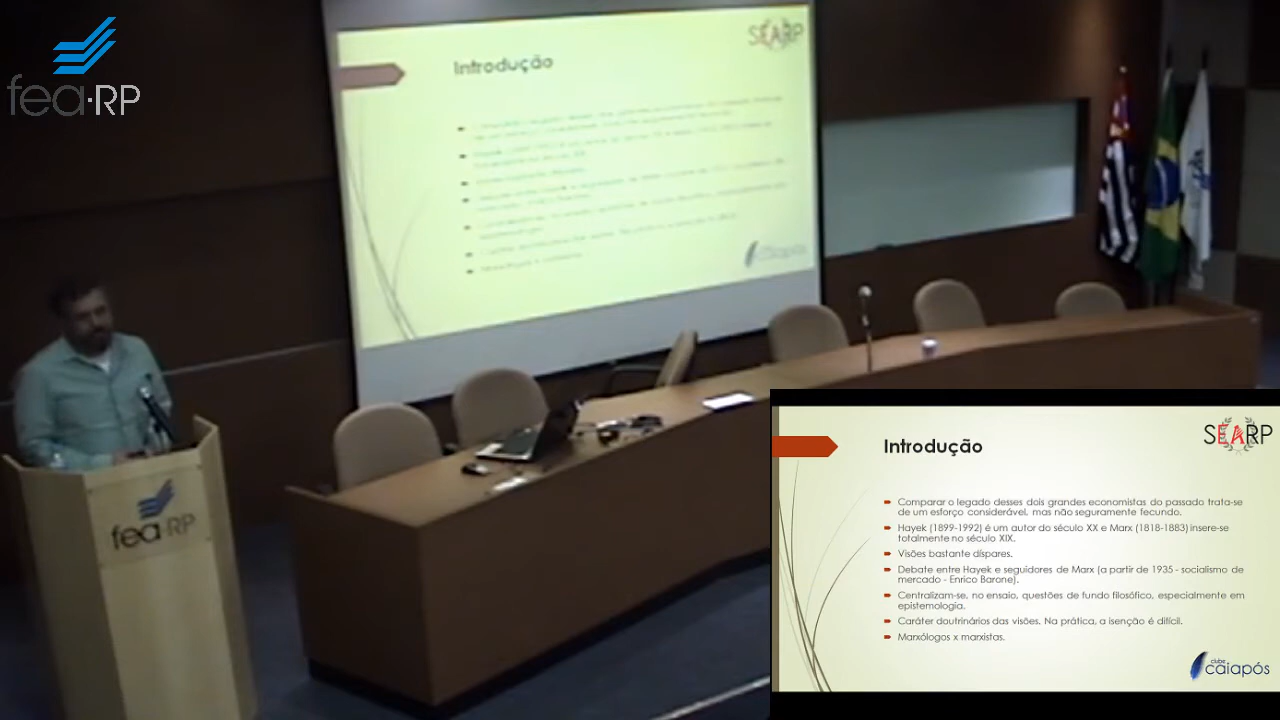 fea·RP
Introdução
SEARP
caiapós
fea·RP
Introdução
SEARP
Comparar o legado desses dois grandes economistas do passado trata-se
de um esforço considerável, mas não seguramente fecundo.
Hayek (1899-1992) é um autor do século XX e Marx (1818-1883) insere-se
totalmente no século XIX.
Visões bastante díspares.
Debate entre Hayek e seguidores de Marx (a partir de 1935 - socialismo de
mercado - Enrico Barone).
Centralizam-se, no ensaio, questões de fundo filosófico, especialmente em
epistemologia.
Caráter doutrinários das visões. Na prática, a isenção é difícil.
Marxólogos x marxistas.
clube
caiapós